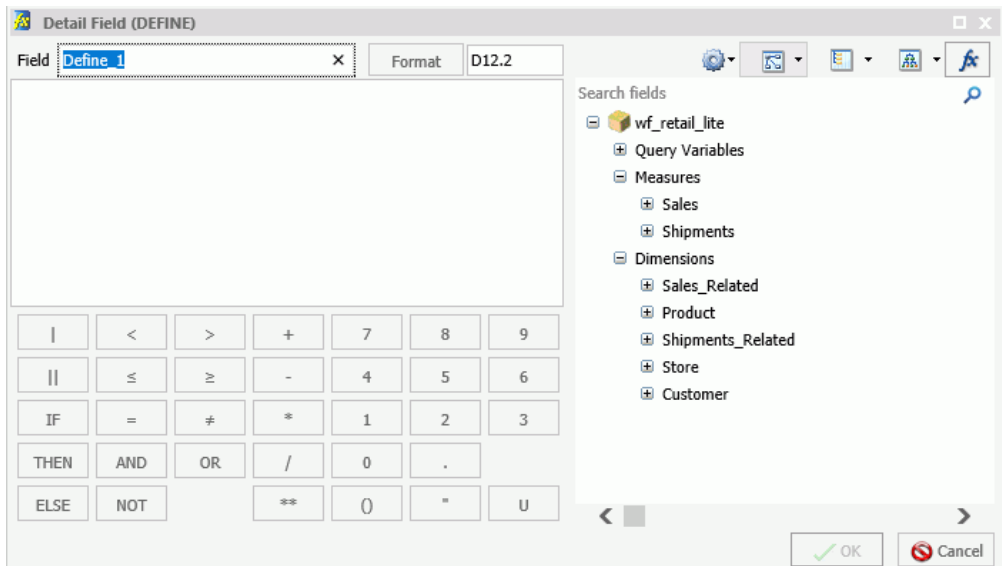 Detail Field (DEFINE)
Field Define_1 × Format D12.2
Search fields
wf_retail_lite
Query Variables
Measures
Sales
Shipments
Dimensions
Sales_Related
Product
Shipments_Related
Store
Customer
| < > + 7 8 9
|| ≤ ≥ - 4 5 6
IF = ≠ * 1 2 3
THEN AND OR / 0 .
ELSE NOT ** () " U
OK Cancel